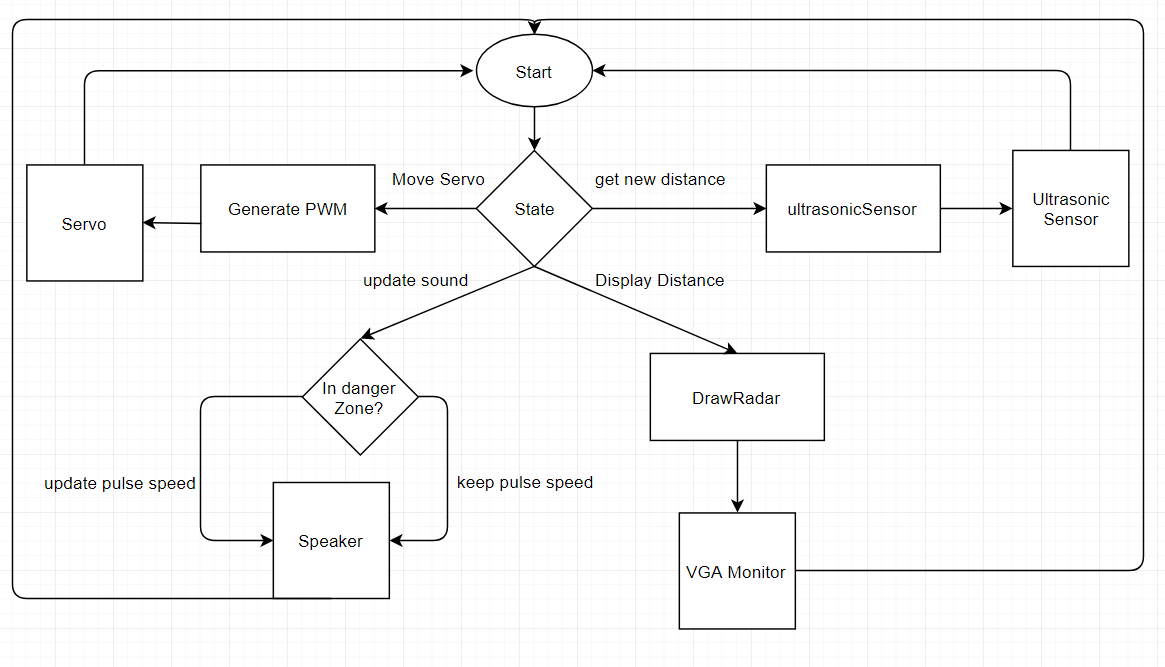 Start
Move Servo
get new distance
Servo
Generate PWM
State
ultrasonicSensor
Ultrasonic
Sensor
update sound
Display Distance
In danger
Zone?
DrawRadar
update pulse speed
keep pulse speed
Speaker
VGA Monitor